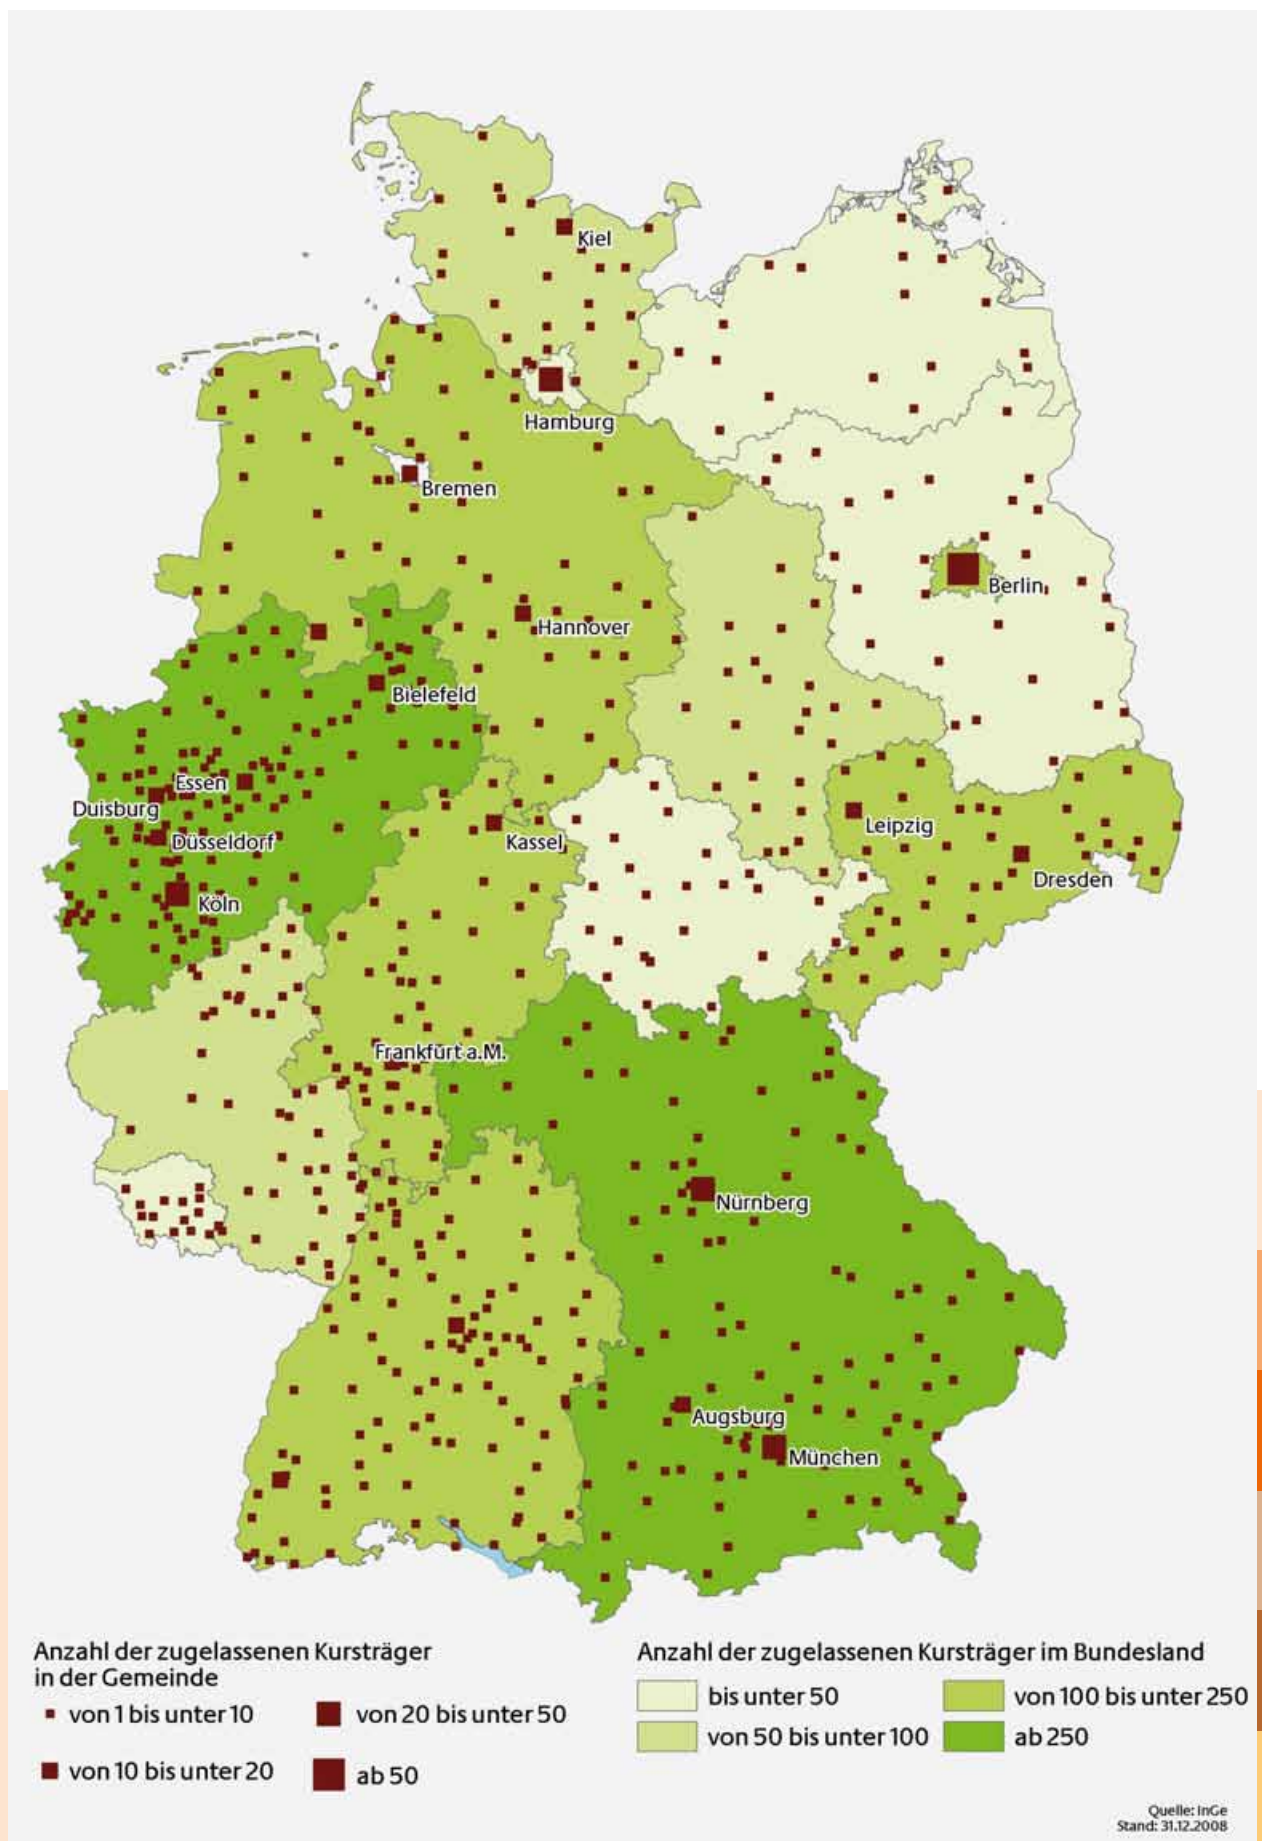 Kiel
Hamburg
Bremen
Berlin
Hannover
Bielefeld
Essen
Duisburg
Düsseldorf
Leipzig
Kassel
Dresden
Köln
Frankfurt a.M.
Nürnberg
Augsburg
München
Anzahl der zugelassenen Kursträger
in der Gemeinde
von 1 bis unter 10
von 20 bis unter 50
von 10 bis unter 20
ab 50
Anzahl der zugelassenen Kursträger im Bundesland
bis unter 50
von 100 bis unter 250
von 50 bis unter 100
ab 250
Quelle: InGe
Stand: 31.12.2008